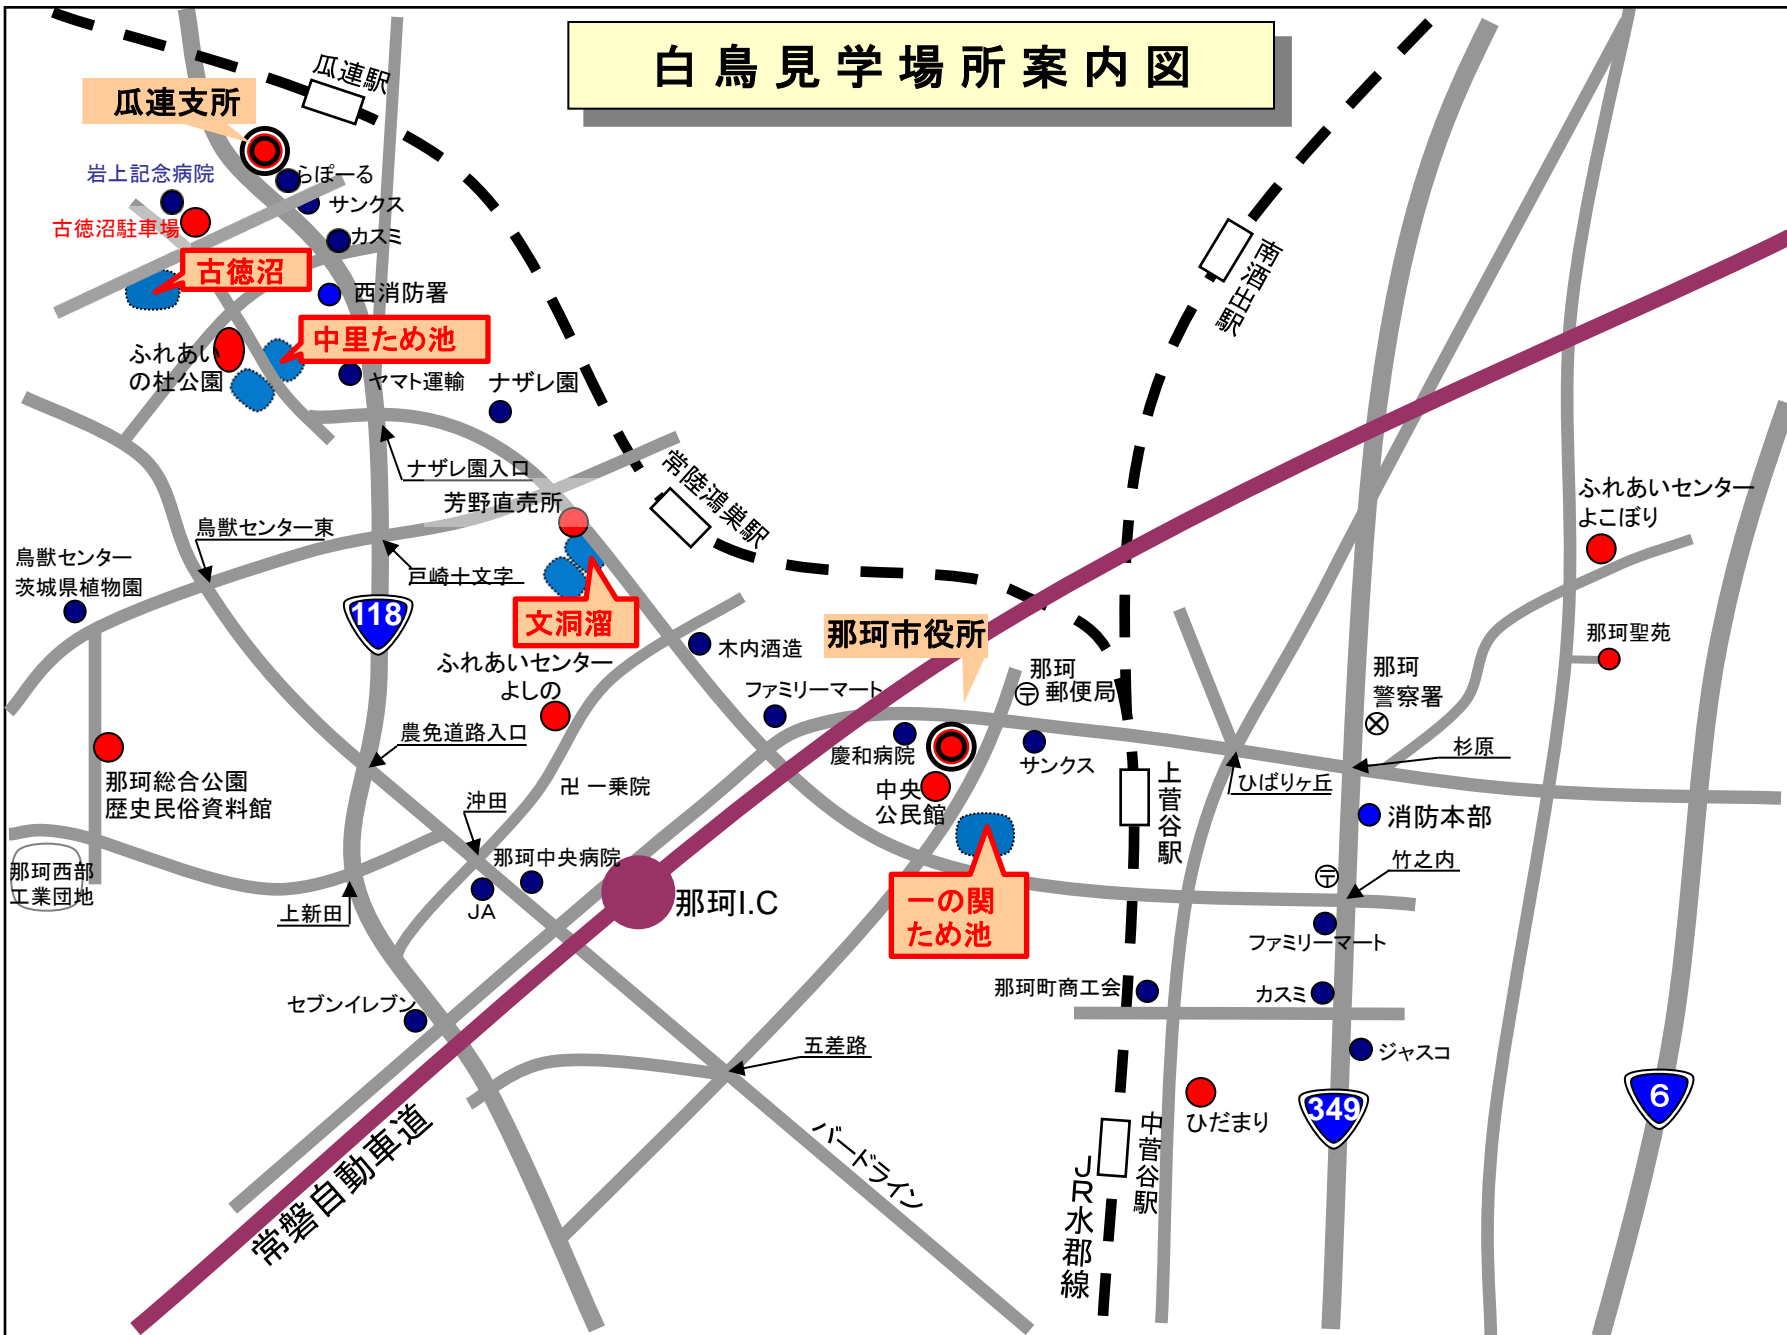 白鳥見学場所案内図
瓜連駅
瓜連支所
らぽーる
岩上記念病院
サンクス
古徳沼駐車場
カスミ
古徳沼
西消防署
中里ため池
ふれあい
の杜公園
ヤマト運輸
ナザレ園
南酒出駅
ナザレ園入口
芳野直売所
常陸鴻巣駅
鳥獣センター東
鳥獣センター
茨城県植物園
戸崎十文字
118
文洞溜
ふれあいセンター
よしの
木内酒造
那珂市役所
ファミリーマート
那珂
〒郵便局
ふれあいセンター
よこぼり
那珂聖苑
那珂
警察署
農免道路入口
慶和病院
サンクス
杉原
ひばりヶ丘
中央
公民館
上菅谷駅
那珂総合公園
歴史民俗資料館
卍 一乗院
沖田
消防本部
那珂西部
工業団地
那珂中央病院
JA
上新田
那珂I.C
一の関
ため池
竹之内
〒
ファミリーマート
セブンイレブン
那珂町商工会
カスミ
五差路
ジャスコ
349
6
ひだまり
中菅谷駅
JR水郡線
バードライン
常磐自動車道